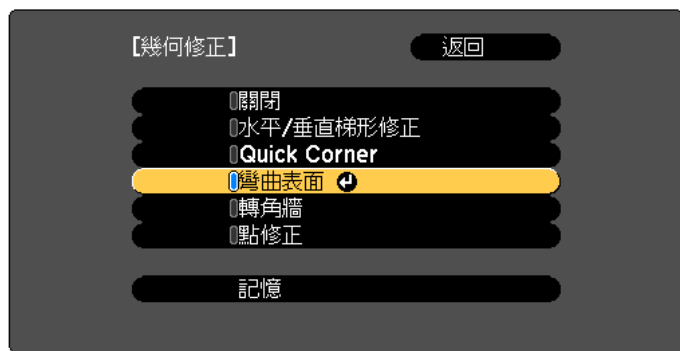 [幾何修正] 返回
關閉
水平/垂直梯形修正
Quick Corner
彎曲表面
轉角牆
點修正
記憶